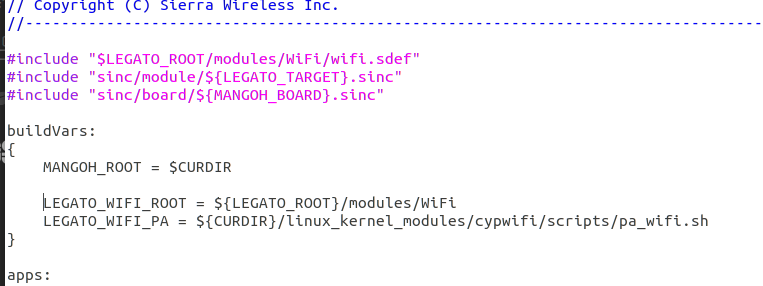 // Copyright (C) Sierra Wireless Inc.
//--------------------------------------------------------------------------------------
#include "$LEGATO_ROOT/modules/WiFi/wifi.sdef"
#include "sinc/module/${LEGATO_TARGET}.sinc"
#include "sinc/board/${MANGOH_BOARD}.sinc"
buildVars:
{
    MANGOH_ROOT = $CURDIR
    LEGATO_WIFI_ROOT = ${LEGATO_ROOT}/modules/WiFi
    LEGATO_WIFI_PA = ${CURDIR}/linux_kernel_modules/cypwifi/scripts/pa_wifi.sh
}
apps: